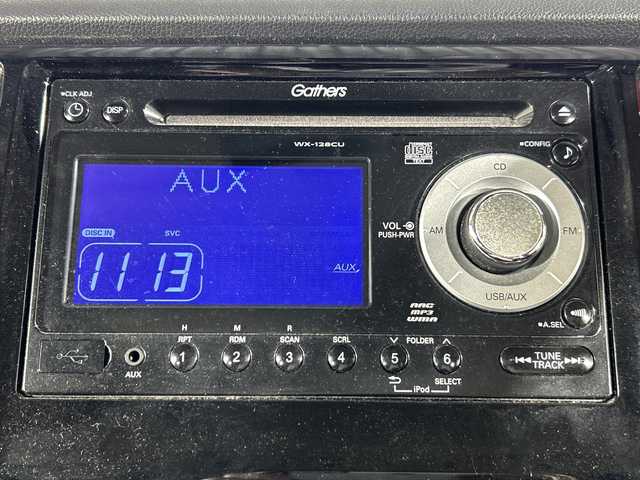 Gathers
CLK ADJ
DISP
WX-128CU
disc
TEXT
CONFIG
AUX
DISC IN
SVC
11 13
AUX
CD
AM
FM
USB/AUX
VOL
PUSH-PWR
AAC
MP3
WMA
A.SEL
H M R
RPT RDM SCAN SCRL FOLDER
1 2 3 4 5 6
AUX
iPod
SELECT
TUNE
TRACK